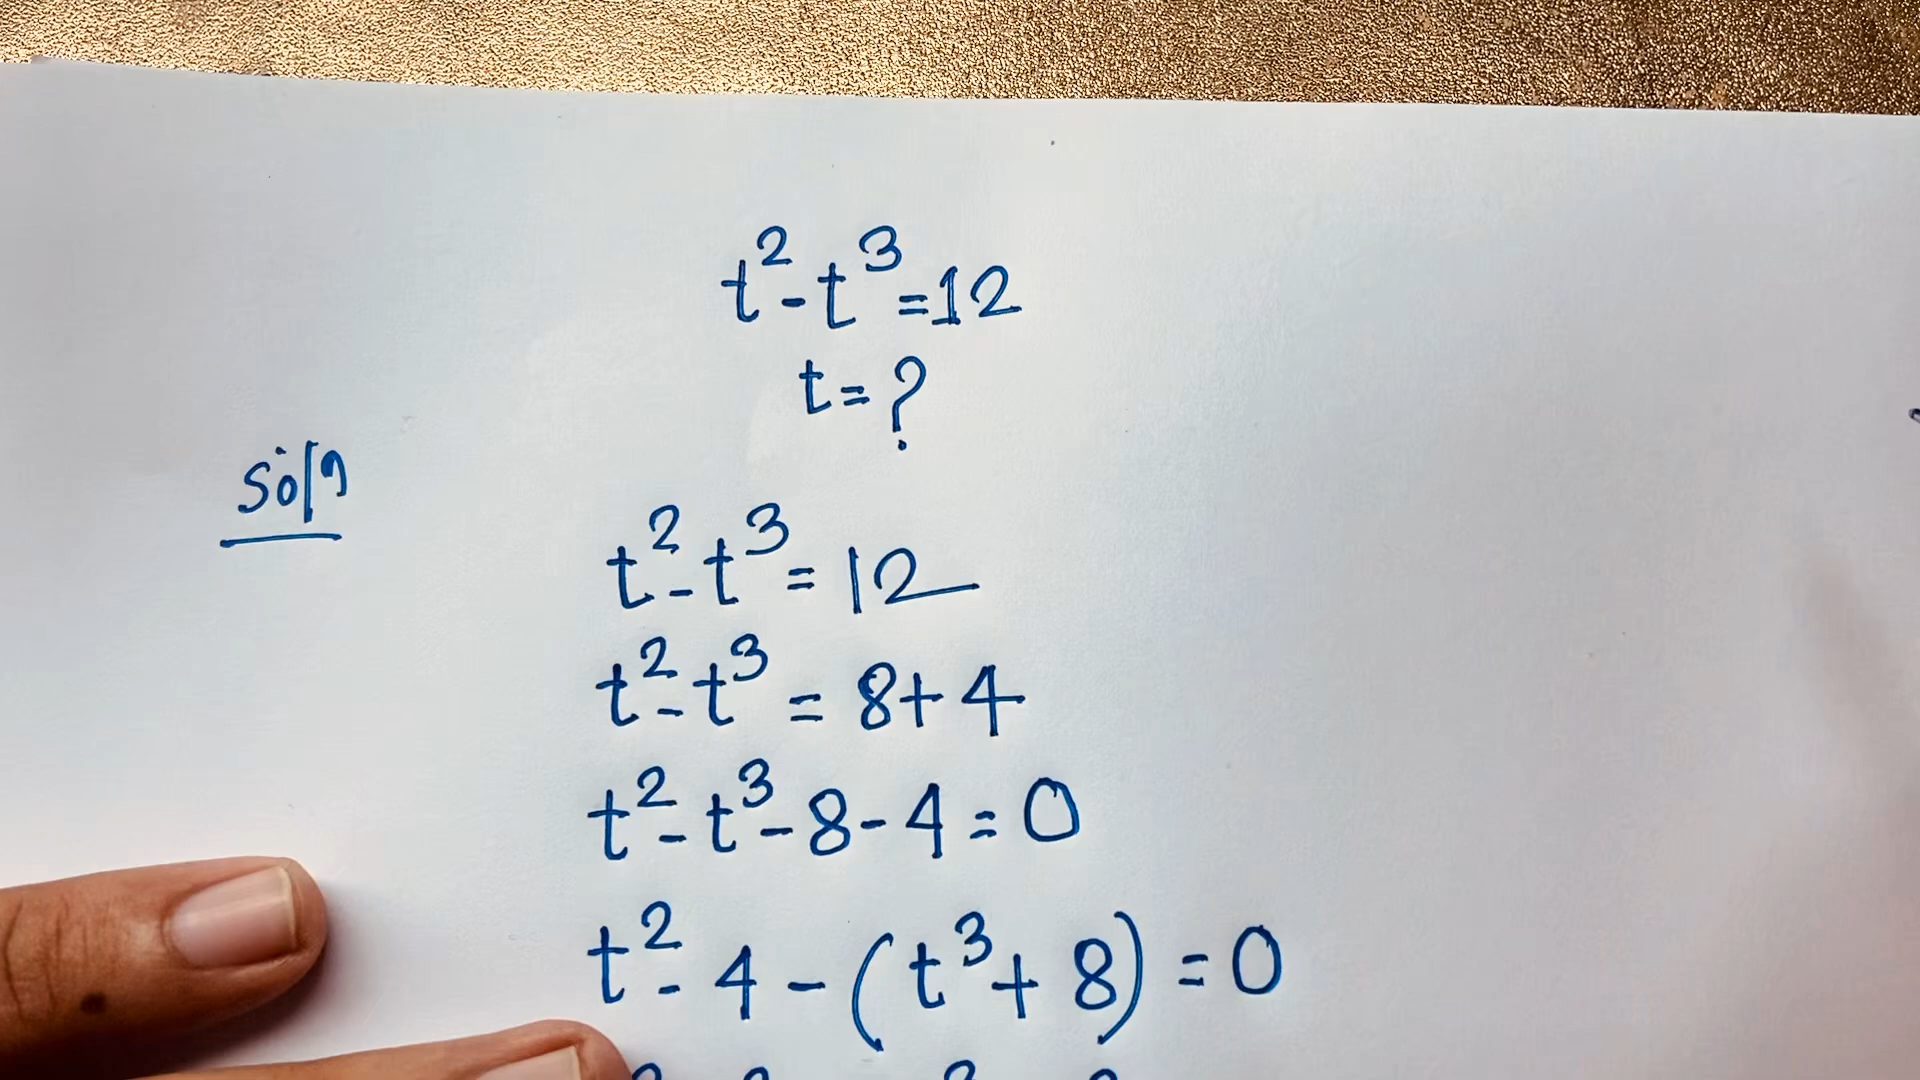 t²-t³=12
t=?
Soln
t²-t³=12
t²-t³=8+4
t²-t³-8-4=0
t²-4-(t³+8)=0